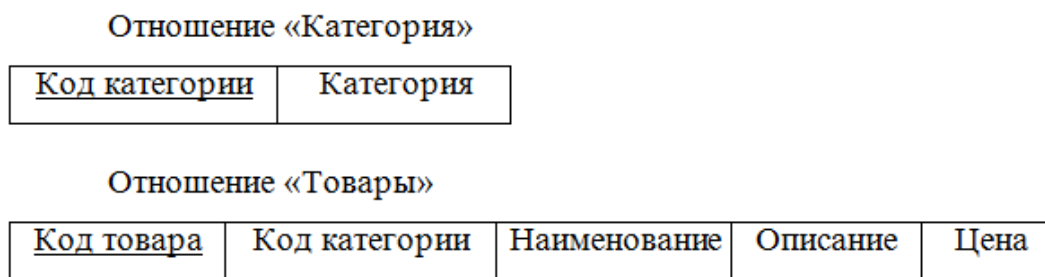 Отношение «Категория»
Код категории Категория
Отношение «Товары»
Код товара Код категории Наименование Описание Цена